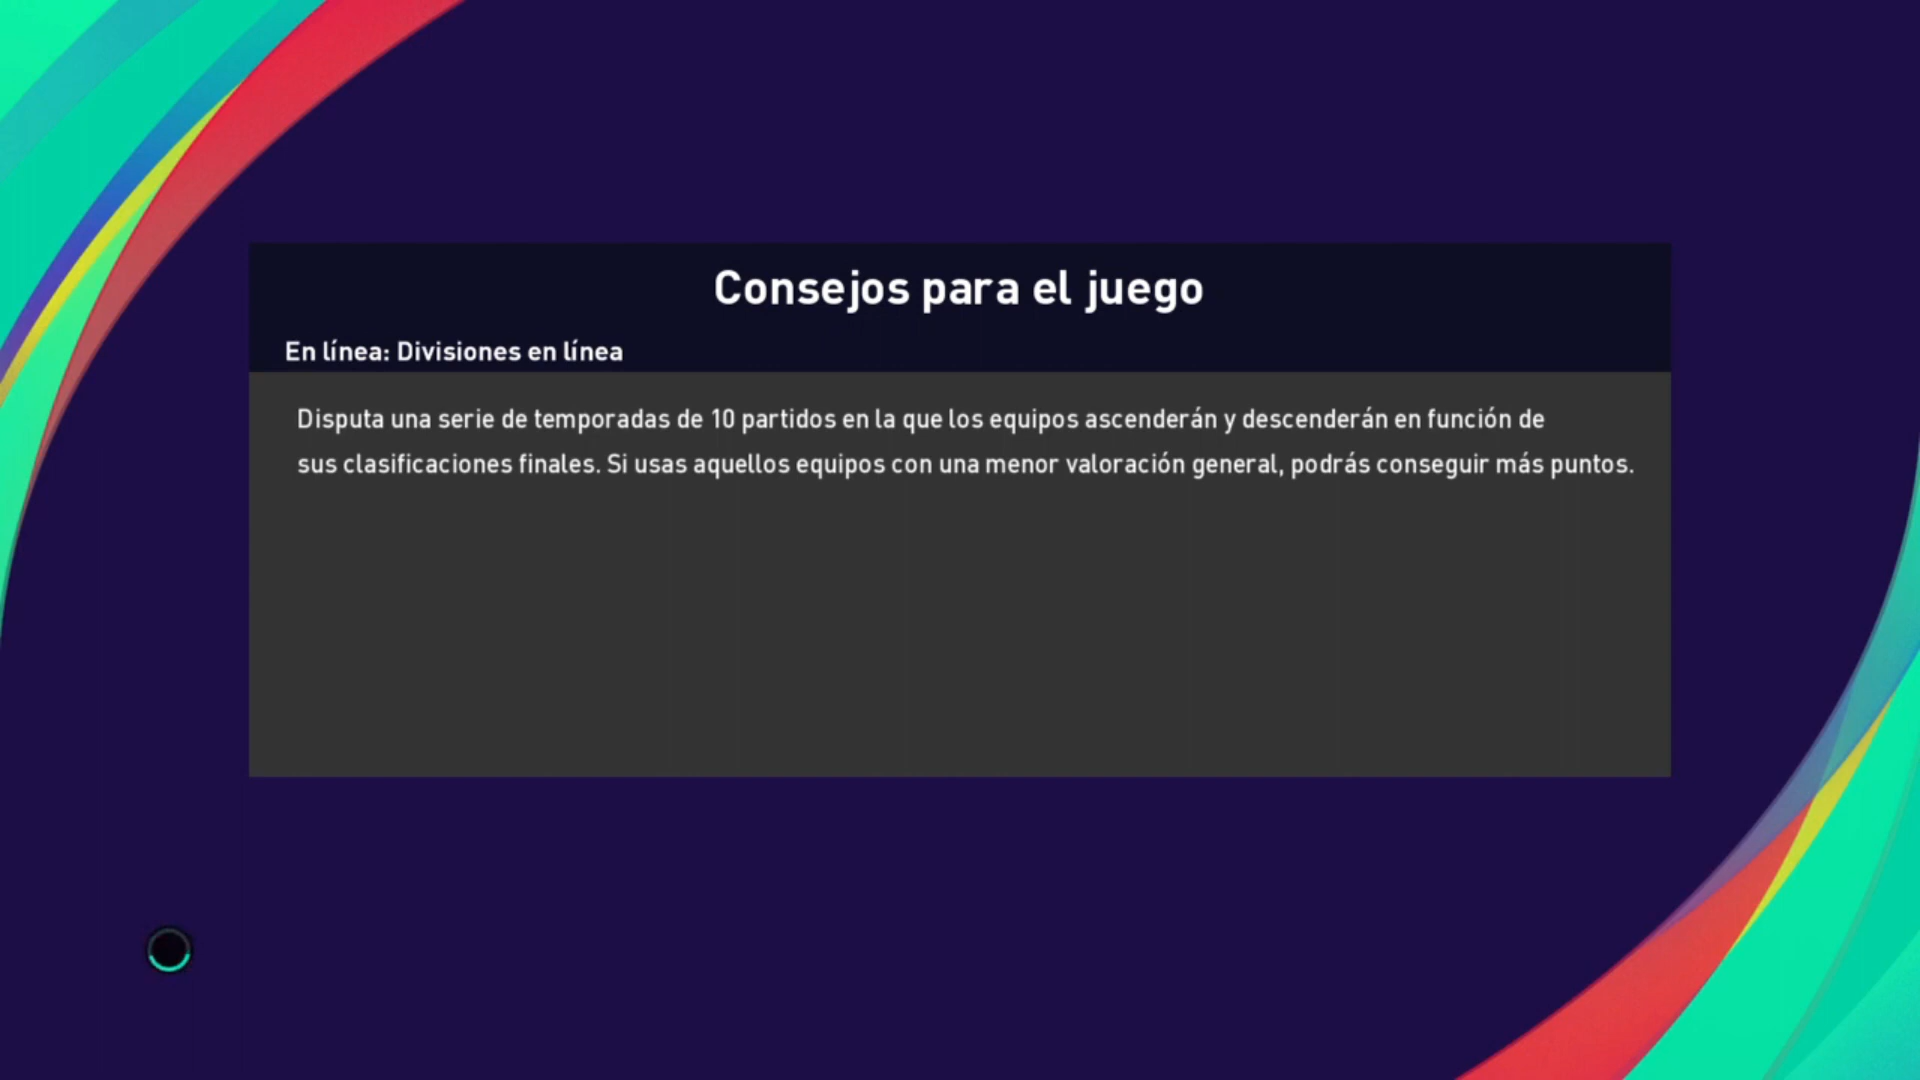 Consejos para el juego
En línea: Divisiones en línea
Disputa una serie de temporadas de 10 partidos en la que los equipos ascenderán y descenderán en función de
sus clasificaciones finales. Si usas aquellos equipos con una menor valoración general, podrás conseguir más puntos.